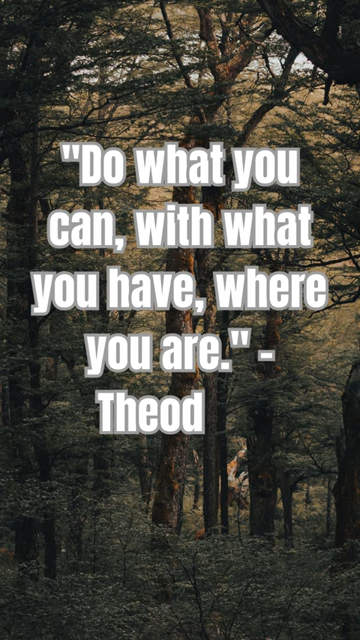 "Do what you
can, with what
you have, where
you are." -
Theod